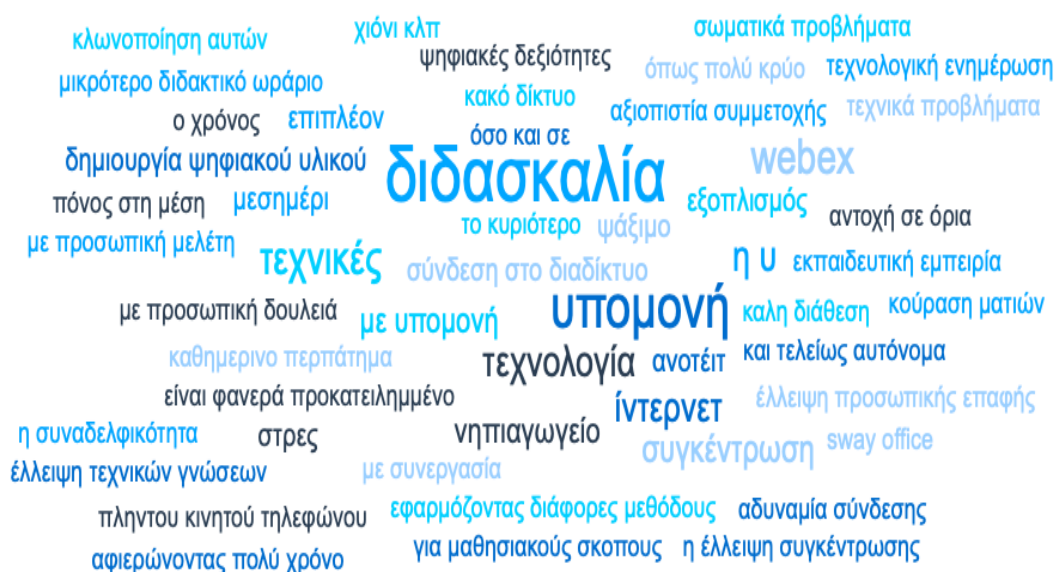 χιόνι κλπ
σωματικά προβλήματα
κλωνοποίηση αυτών
ψηφιακές δεξιότητες
όπως πολύ κρύο
τεχνολογική ενημέρωση
μικρότερο διδακτικό ωράριο
κακό δίκτυο
αξιοπιστία συμμετοχής
τεχνικά προβλήματα
ο χρόνος
επιπλέον
όσο και σε
δημιουργία ψηφιακού υλικού
διδασκαλία
webex
πόνος στη μέση
μεσημέρι
το κυριότερο
ψάξιμο
εξοπλισμός
αντοχή σε όρια
με προσωπική μελέτη
τεχνικές
σύνδεση στο διαδίκτυο
η υ
εκπαιδευτική εμπειρία
με προσωπική δουλειά
με υπομονή
υπομονή
καλη διάθεση
κούραση ματιών
καθημερινο περπάτημα
τεχνολογία
ανοτέιτ
και τελείως αυτόνομα
είναι φανερά προκατειλημμένο
ίντερνετ
έλλειψη προσωπικής επαφής
η συναδελφικότητα
στρες
νηπιαγωγείο
συγκέντρωση
sway office
έλλειψη τεχνικών γνώσεων
με συνεργασία
πληντου κινητού τηλεφώνου
εφαρμόζοντας διάφορες μεθόδους
αδυναμία σύνδεσης
αφιερώνοντας πολύ χρόνο
για μαθησιακούς σκοπους
η έλλειψη συγκέντρωσης